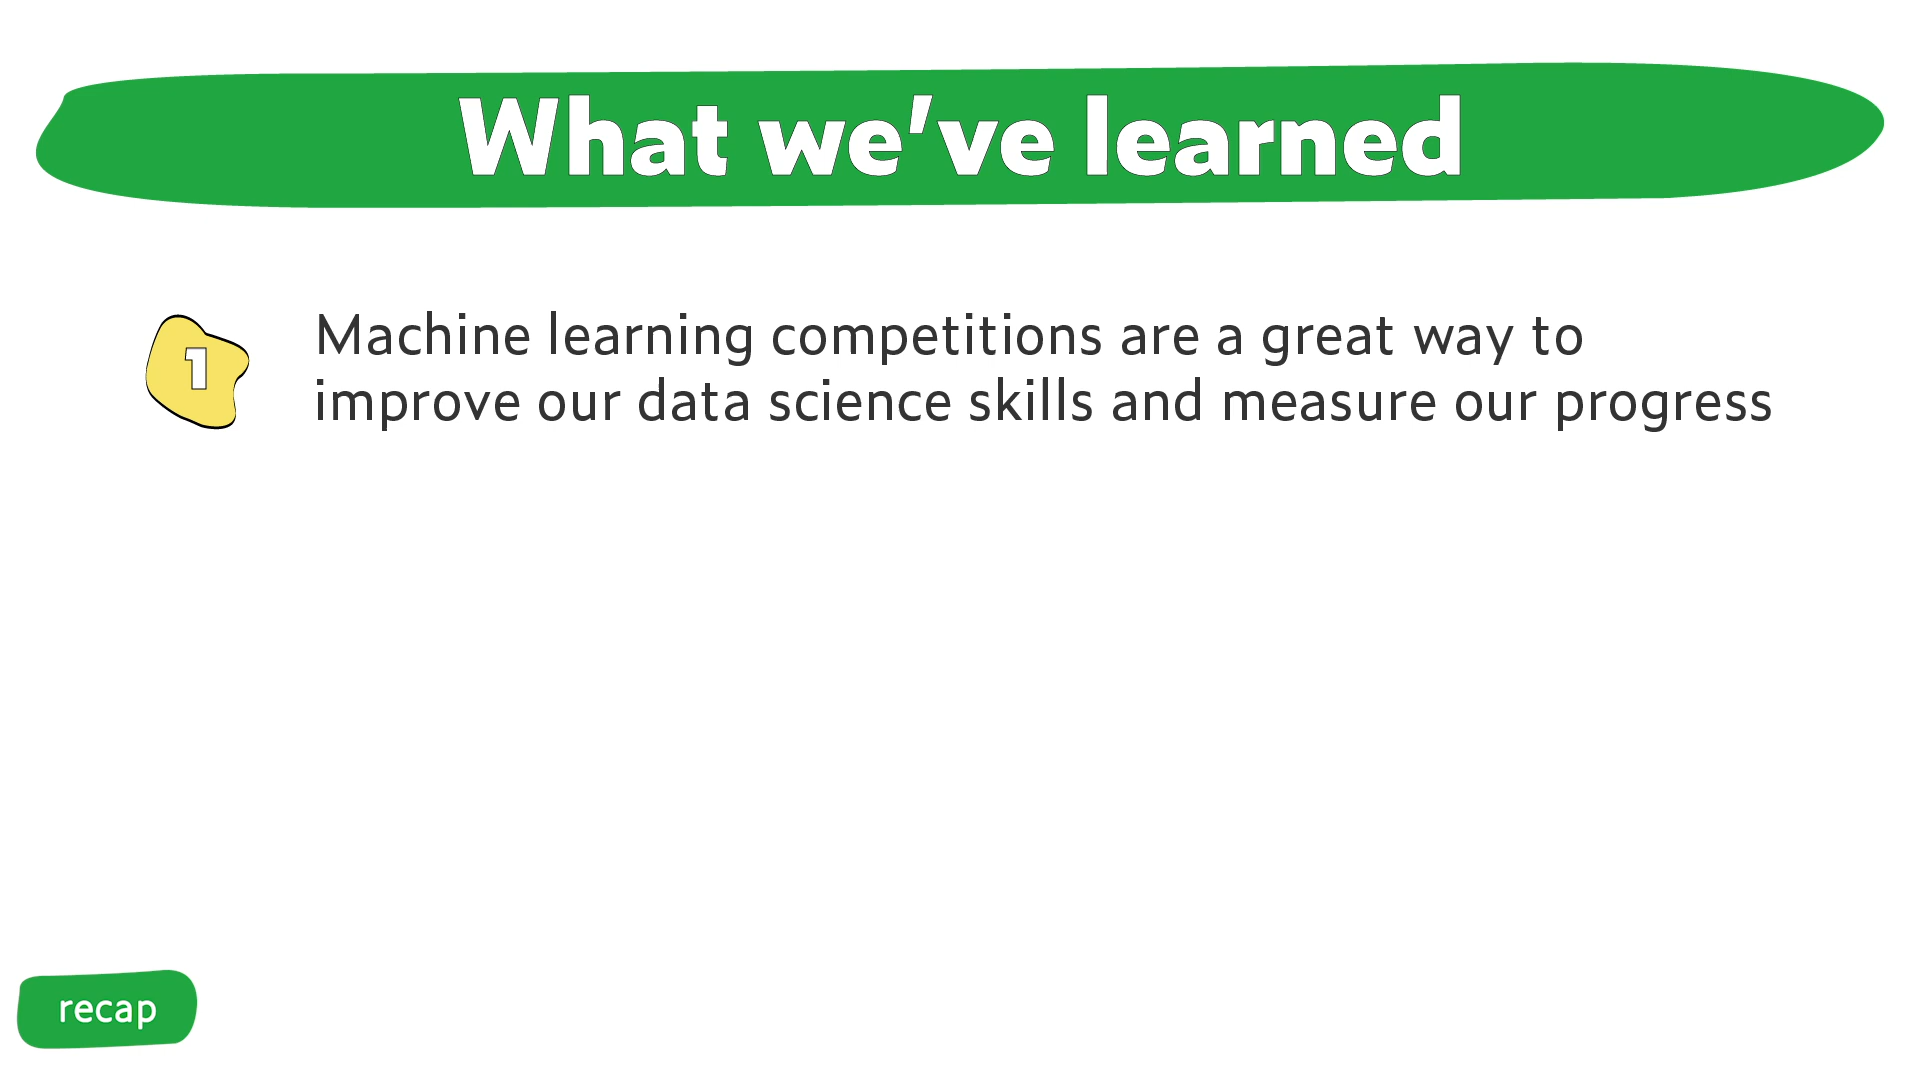 What we've learned
1
Machine learning competitions are a great way to
improve our data science skills and measure our progress
recap